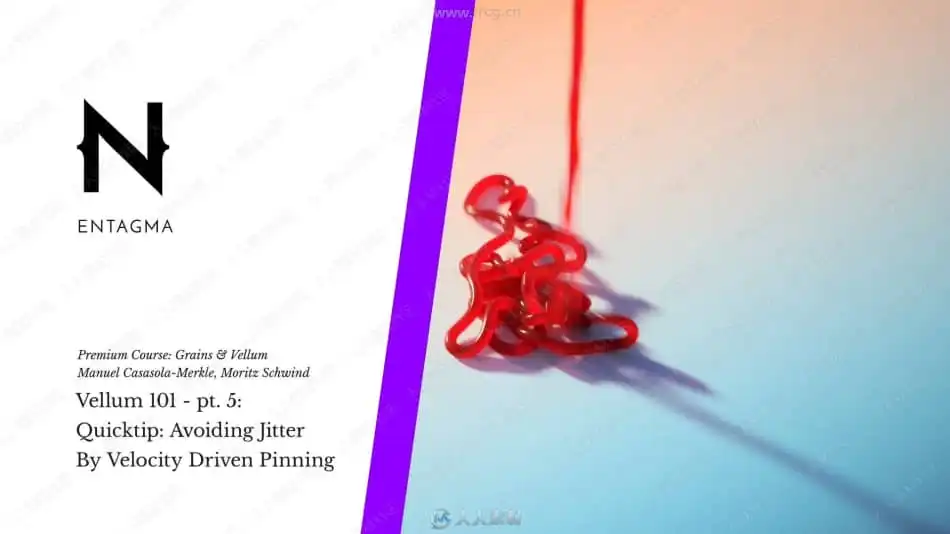 www.rrcg.cn
N
ENTAGMA
Premium Course: Grains & Vellum
Manuel Casasola-Merkle, Moritz Schwind
Vellum 101 - pt. 5:
Quicktip: Avoiding Jitter
By Velocity Driven Pinning
人人素材